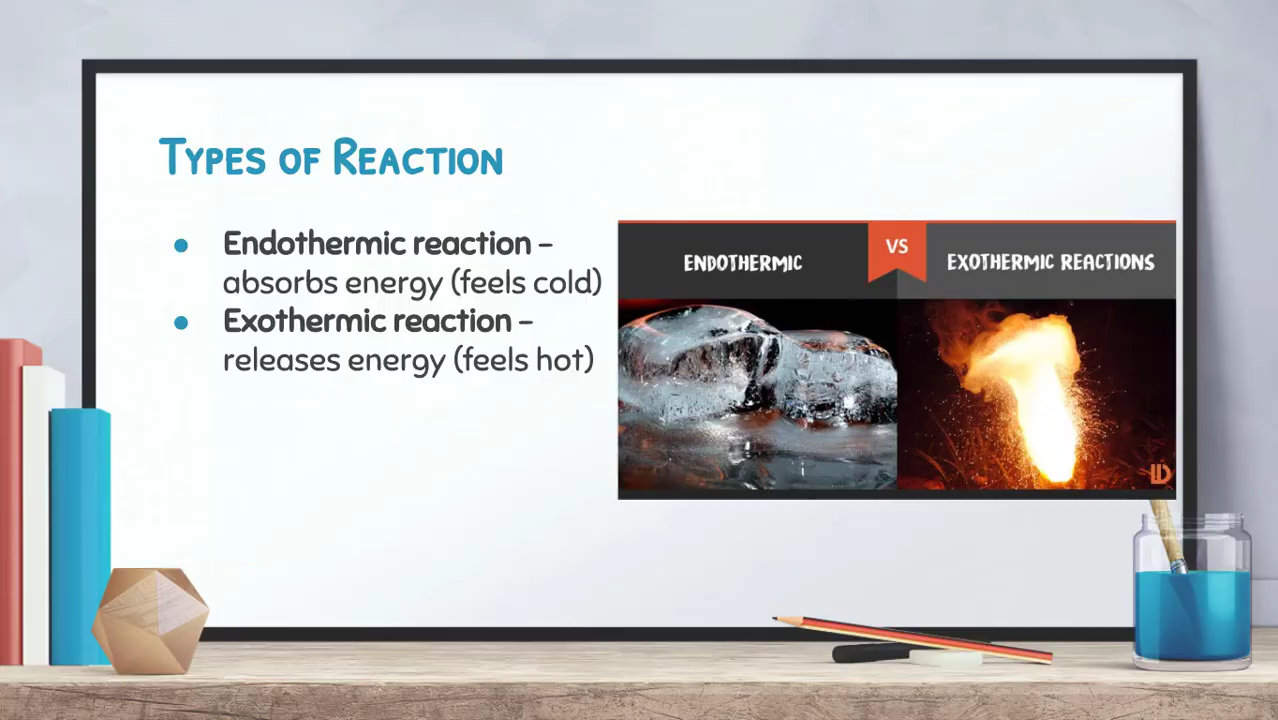 Types of Reaction
● Endothermic reaction –
absorbs energy (feels cold)
● Exothermic reaction –
releases energy (feels hot)
ENDOTHERMIC
VS
EXOTHERMIC REACTIONS